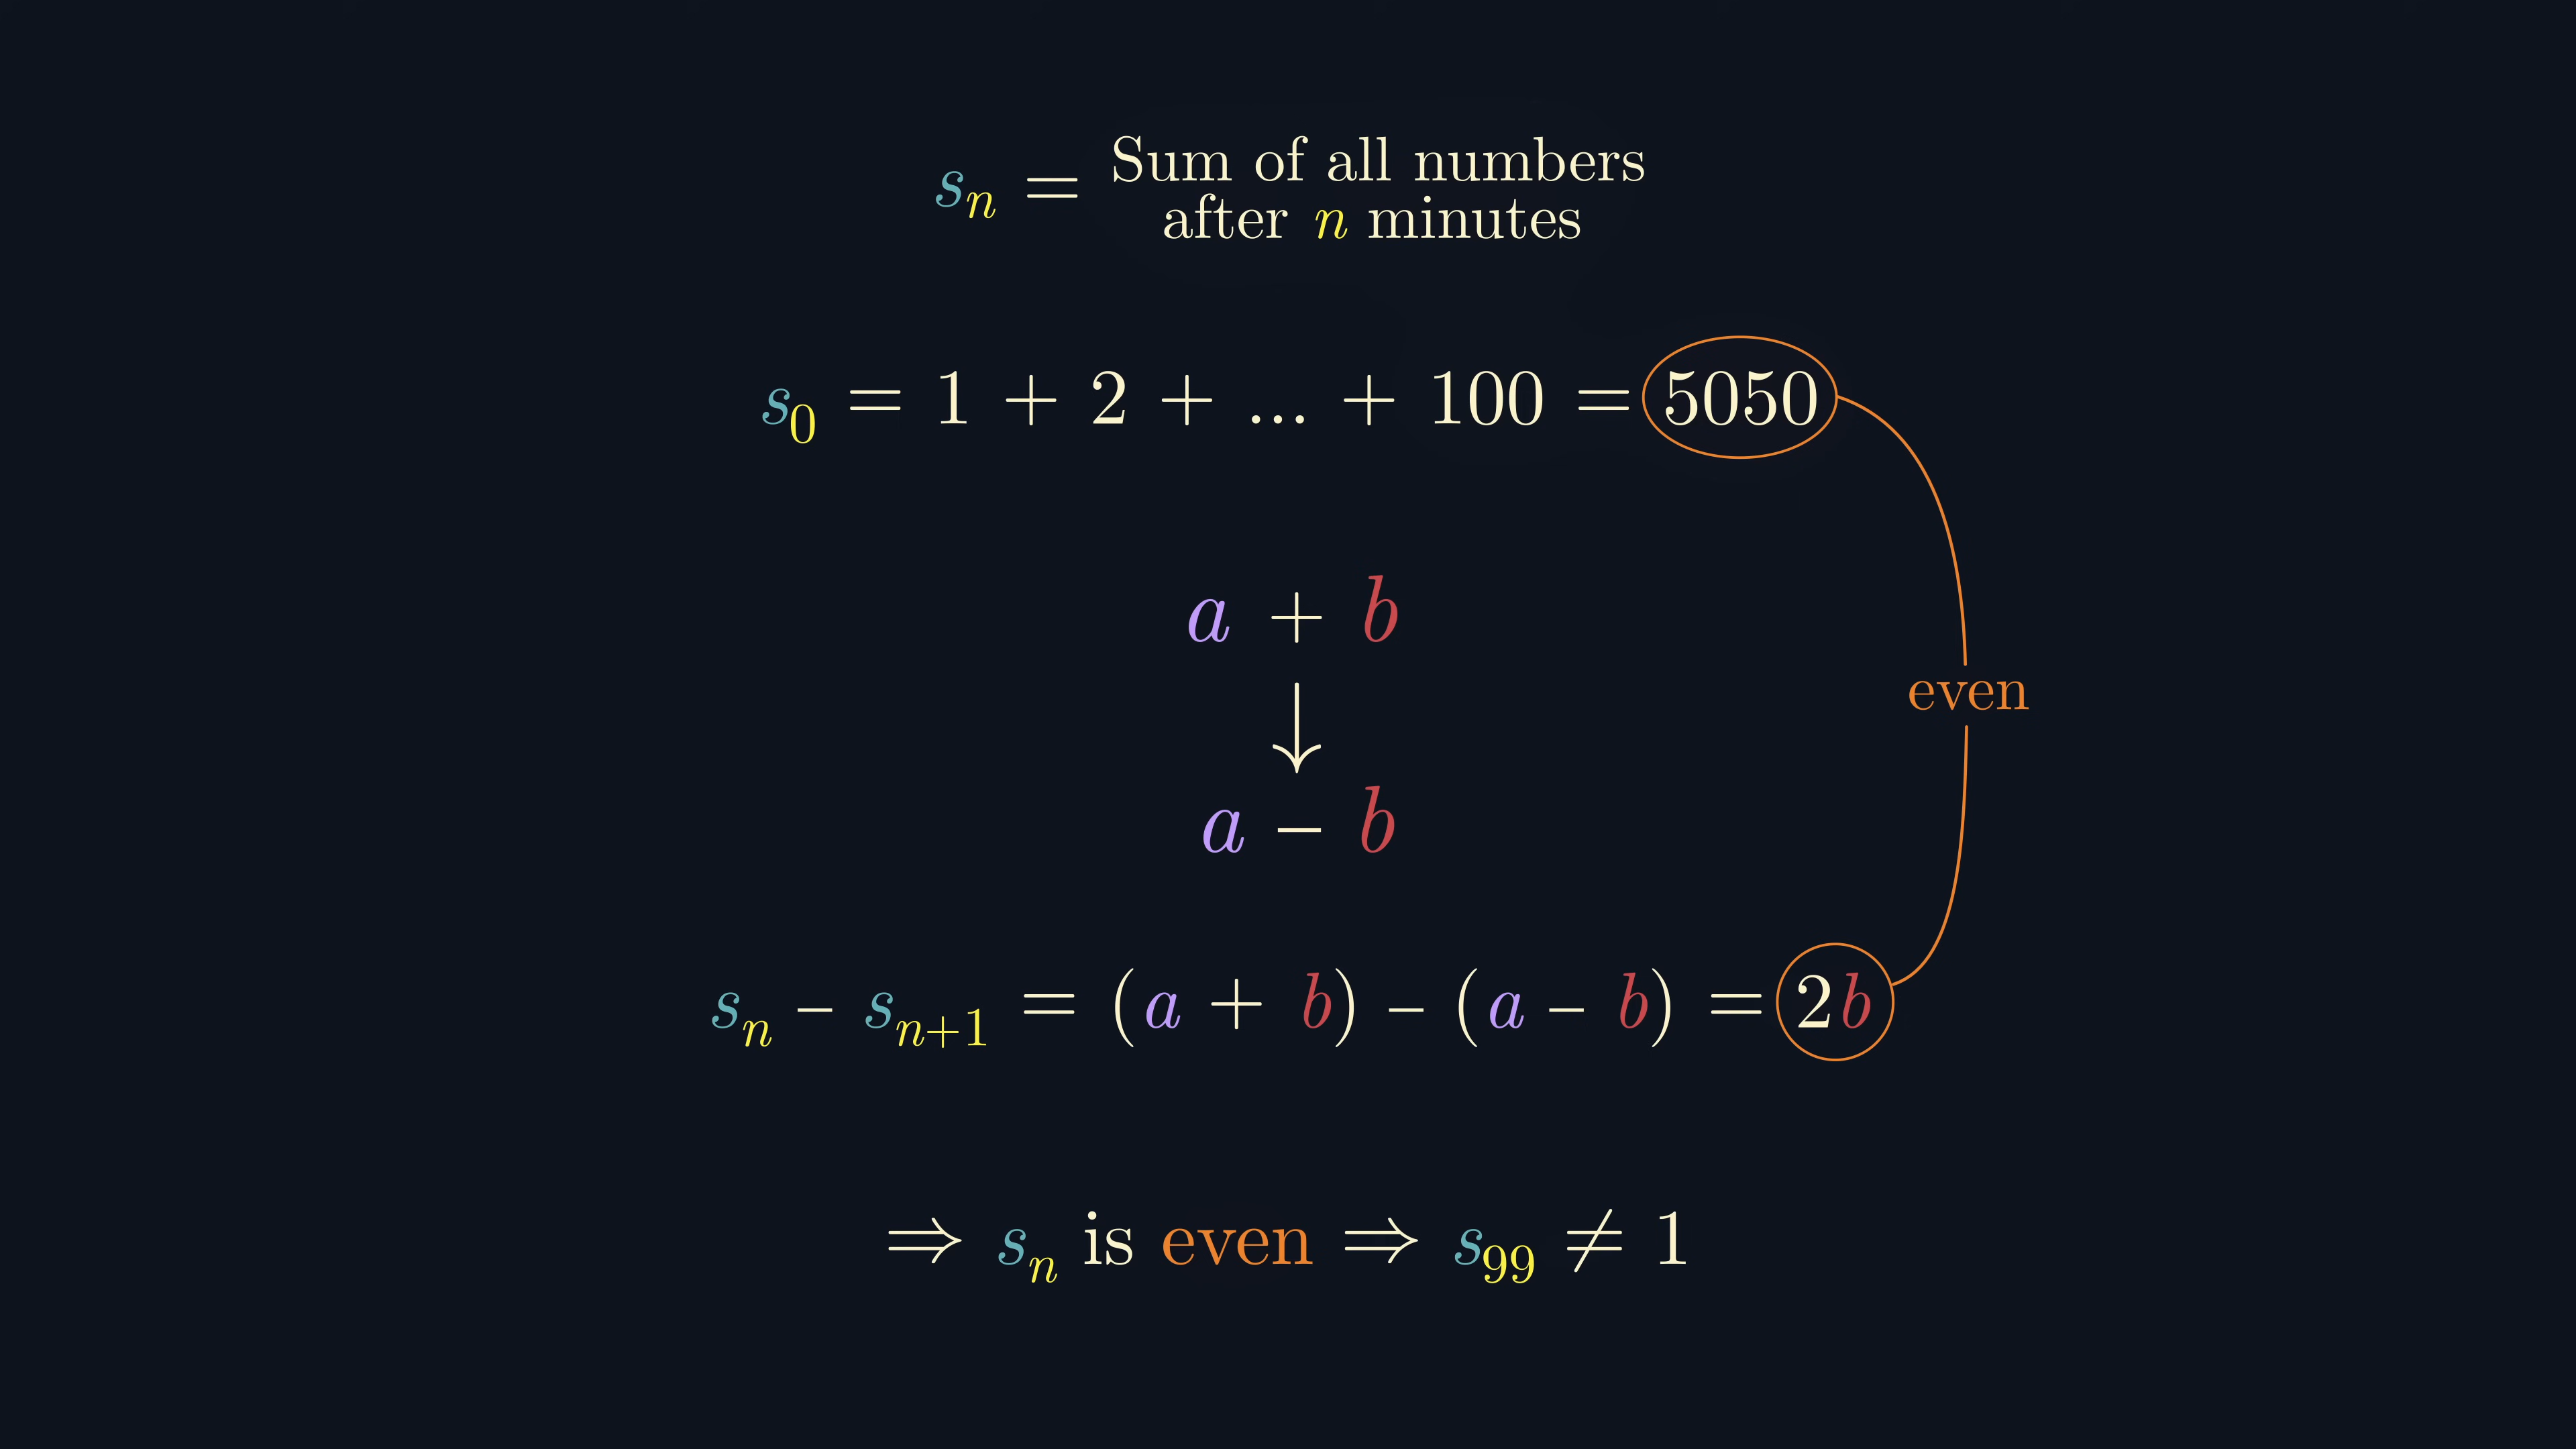 sₙ = Sum of all numbers
after n minutes
s₀ = 1 + 2 + ... + 100 = 5050
a + b
↓
even
a – b
sₙ – sₙ₊₁ = (a + b) – (a – b) = 2b
⇒ sₙ is even ⇒ s₉₉ ≠ 1